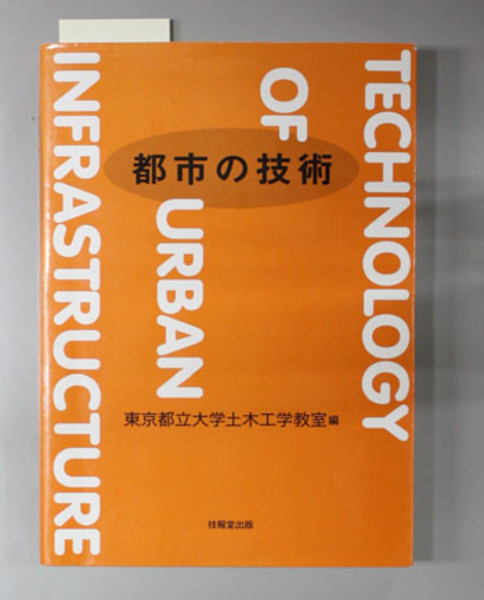 TECHNOLOGY
OF
URBAN
INFRASTRUCTURE
都市の技術
東京都立大学土木工学教室編
技報堂出版